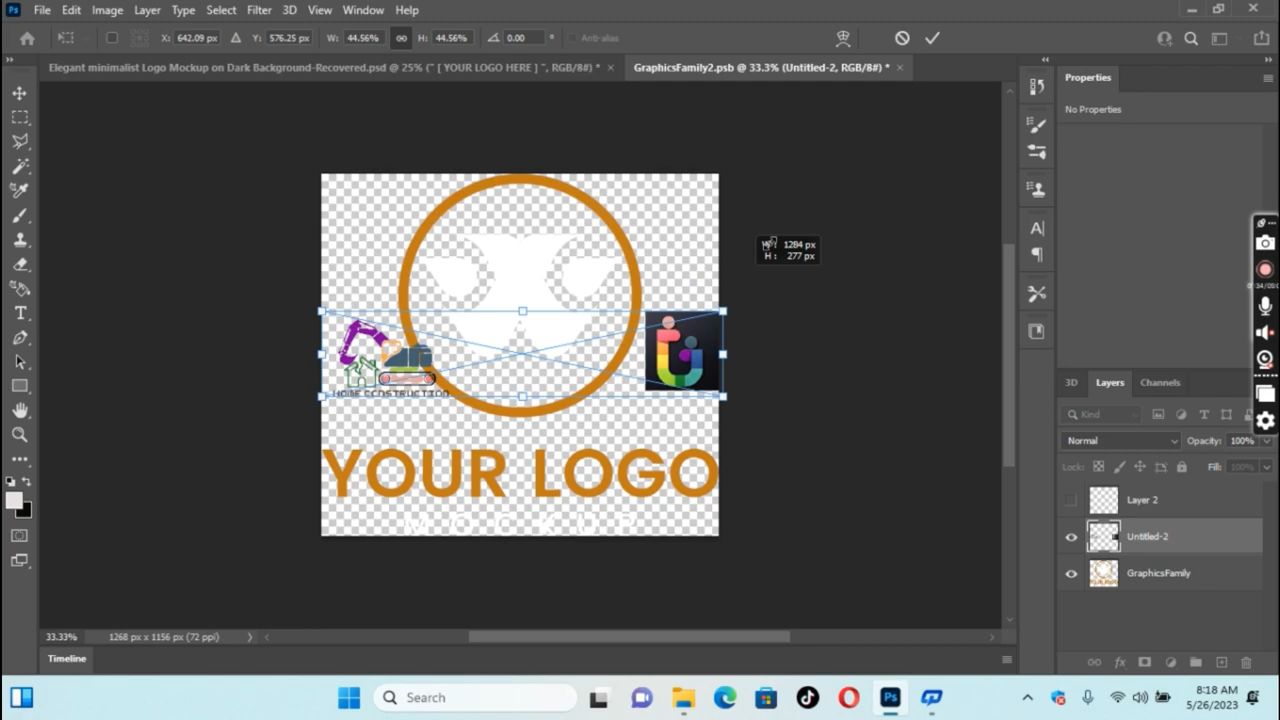 Ps File Edit Image Layer Type Select Filter 3D View Window Help
X: 642.09 px Y: 576.25 px W: 44.56% H: 44.56% 0.00 ° Anti-alias
Elegant minimalist Logo Mockup on Dark Background-Recovered.psd @ 25% (" [ YOUR LOGO HERE ] ", RGB/8#) * × GraphicsFamily2.psb @ 33.3% (Untitled-2, RGB/8#) * ×
Properties
No Properties
1284 px
H: 277 px
HOME CONSTRUCTION
YOUR LOGO
MOCKUP
3D Layers Channels
Kind
Normal Opacity: 100%
Lock: Fill: 100%
Layer 2
Untitled-2
GraphicsFamily
33.33% 1268 px x 1156 px (72 ppi)
Timeline
Search
Ps
8:18 AM
5/26/2023